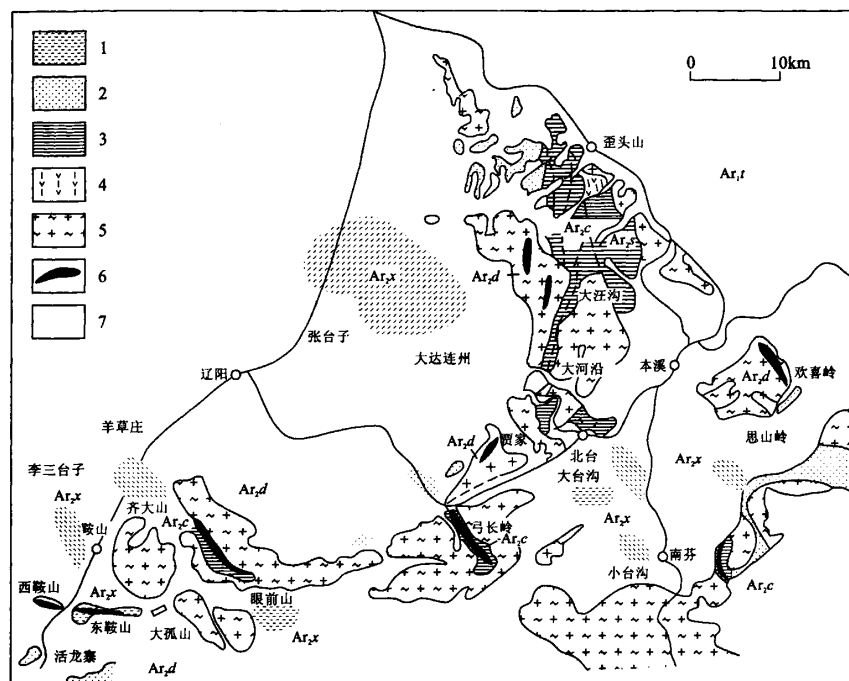 1
2
3
4
5
6
7
0 10km
歪头山
Ar₁t
Ar₂c
Ar₂s
Ar₂x
Ar₂d
大汪沟
张台子
大达连州
大河沿
本溪
欢喜岭
Ar₂d
辽阳
思山岭
羊草庄
Ar₂d
贾家
北台
大台沟
Ar₂x
李三台子
Ar₂x
齐大山
Ar₂d
Ar₂c
鞍山
弓长岭
Ar₂c
Ar₂x
南芬
小台沟
Ar₂c
西鞍山
Ar₂x
东鞍山
大孤山
眼前山
Ar₂x
活龙寨
Ar₂d